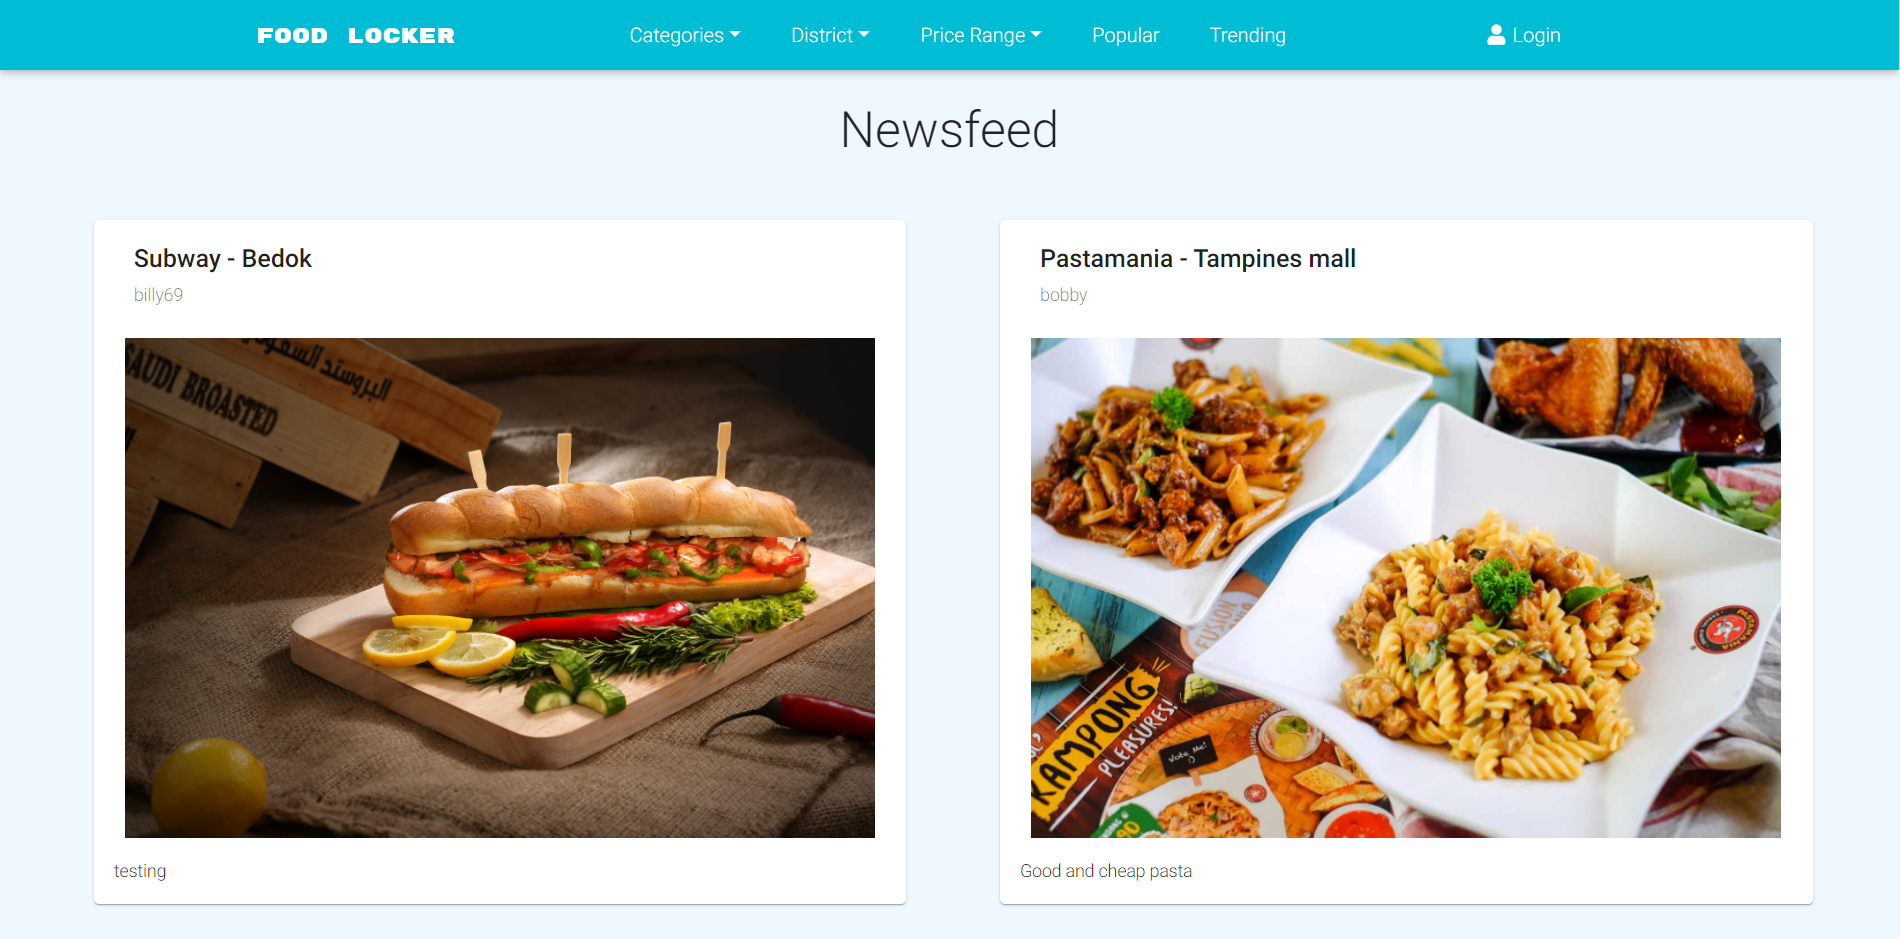 FOOD LOCKER
Categories
District
Price Range
Popular
Trending
Login
Newsfeed
Subway - Bedok
billy69
SAUDI BROASTED
البروستد السعودي
testing
Pastamania - Tampines mall
bobby
FUSION
KAMPONG
PLEASURES!
Vote Me!
:)
PASTAMANIA
Good and cheap pasta